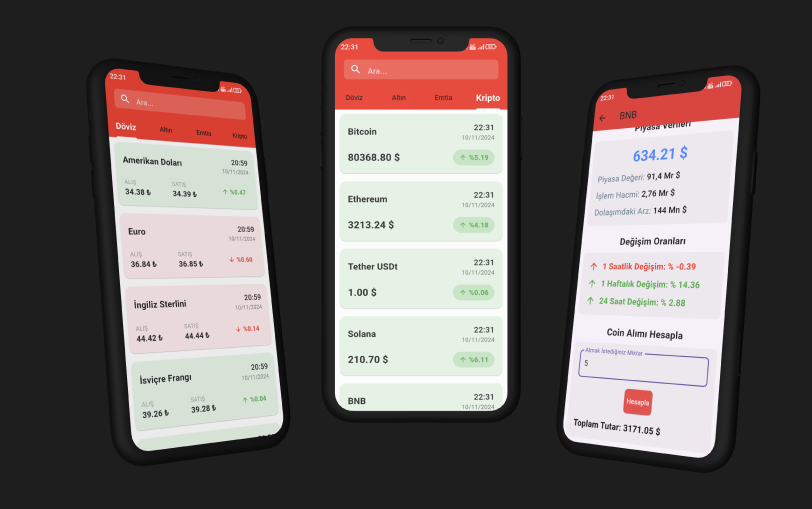 22:31
Ara...
Döviz Altın Emtia Kripto
Amerikan Doları 20:59
10/11/2024
ALIŞ SATIŞ
34.38 ₺ 34.39 ₺ ↑ %0.47
Euro 20:59
10/11/2024
ALIŞ SATIŞ
36.84 ₺ 36.85 ₺ ↓ %0.60
İngiliz Sterlini 20:59
10/11/2024
ALIŞ SATIŞ
44.42 ₺ 44.44 ₺ ↓ %0.14
İsviçre Frangı 20:59
10/11/2024
ALIŞ SATIŞ
39.26 ₺ 39.28 ₺ ↑ %0.04
22:31
Ara...
Döviz Altın Emtia Kripto
Bitcoin 22:31
10/11/2024
80368.80 $ ↑ %5.19
Ethereum 22:31
10/11/2024
3213.24 $ ↑ %4.18
Tether USDt 22:31
10/11/2024
1.00 $ ↑ %0.06
Solana 22:31
10/11/2024
210.70 $ ↑ %6.11
BNB 22:31
10/11/2024
22:31
← BNB
Piyasa Verileri
634.21 $
Piyasa Değeri: 91,4 Mr $
İşlem Hacmi: 2,76 Mr $
Dolaşımdaki Arz: 144 Mn $
Değişim Oranları
↑ 1 Saatlik Değişim: % -0.39
↑ 1 Haftalık Değişim: % 14.36
↑ 24 Saat Değişim: % 2.88
Coin Alımı Hesapla
Almak İstediğiniz Miktar
5
Hesapla
Toplam Tutar: 3171.05 $